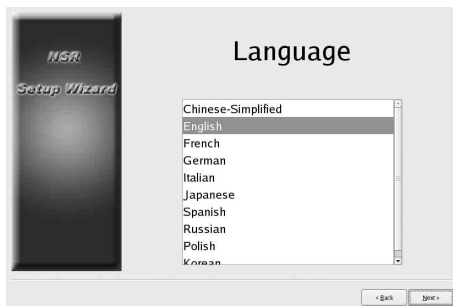 NSR
Setup Wizard
Language
Chinese-Simplified
English
French
German
Italian
Japanese
Spanish
Russian
Polish
Korean
< Back
Next >